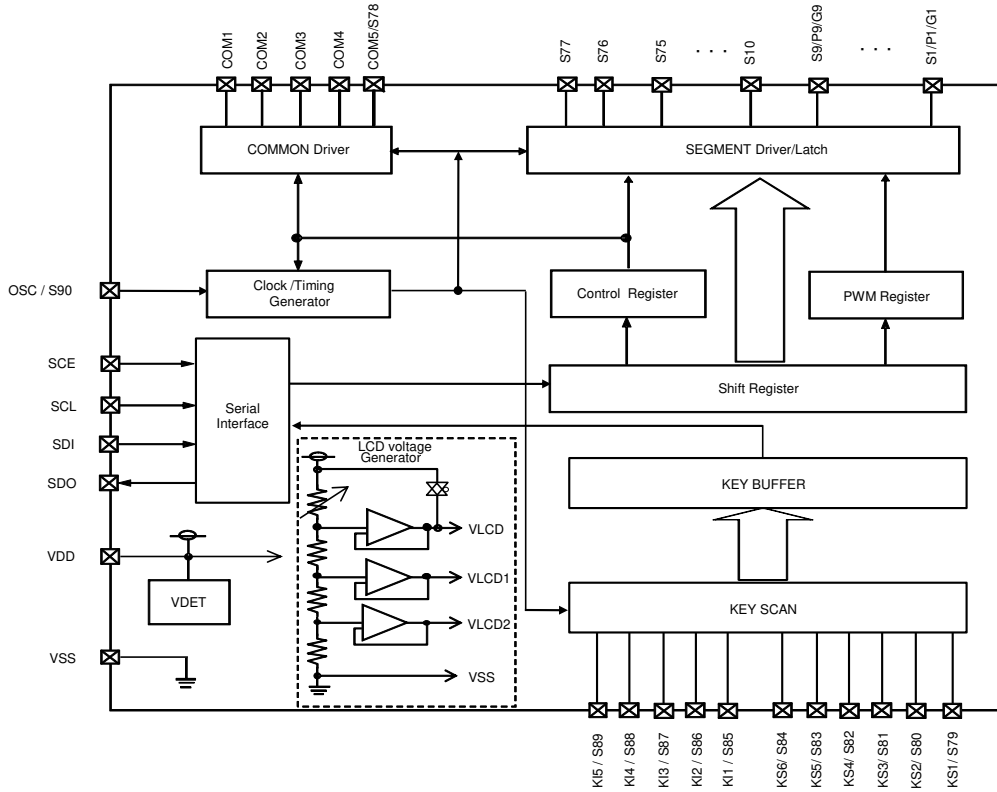 COM1
COM2
COM3
COM4
COM5/S78
S77
S76
S75
. . .
S10
S9/P9/G9
. . .
S1/P1/G1
COMMON Driver
SEGMENT Driver/Latch
OSC / S90
Clock /Timing
Generator
Control Register
PWM Register
SCE
SCL
SDI
SDO
Serial
Interface
Shift Register
LCD voltage
Generator
KEY BUFFER
VLCD
VLCD1
VLCD2
VSS
VDD
VDET
VSS
KEY SCAN
KI5 / S89
KI4 / S88
KI3 / S87
KI2 / S86
KI1 / S85
KS6/ S84
KS5/ S83
KS4/ S82
KS3/ S81
KS2/ S80
KS1/ S79